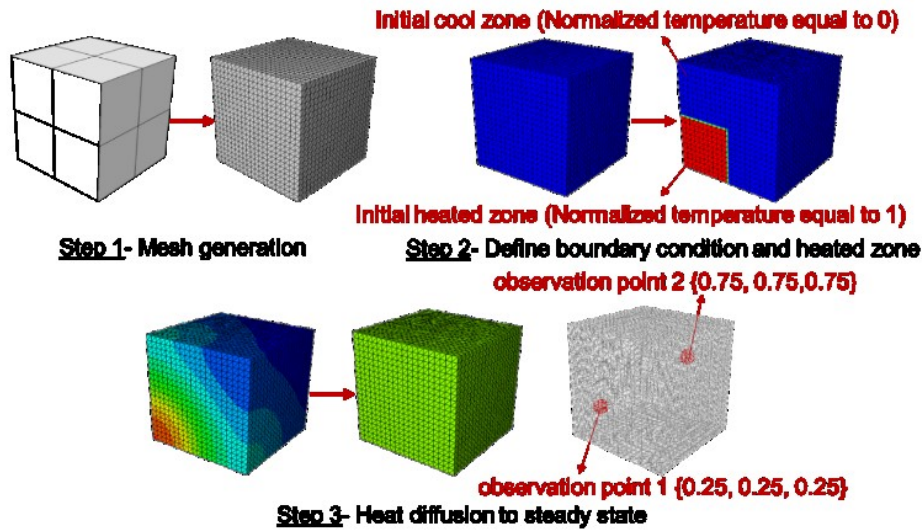 Initial cool zone (Normalized temperature equal to 0)
Initial heated zone (Normalized temperature equal to 1)
Step 1- Mesh generation
Step 2- Define boundary condition and heated zone
observation point 2 {0.75, 0.75,0.75}
observation point 1 {0.25, 0.25, 0.25}
Step 3- Heat diffusion to steady state